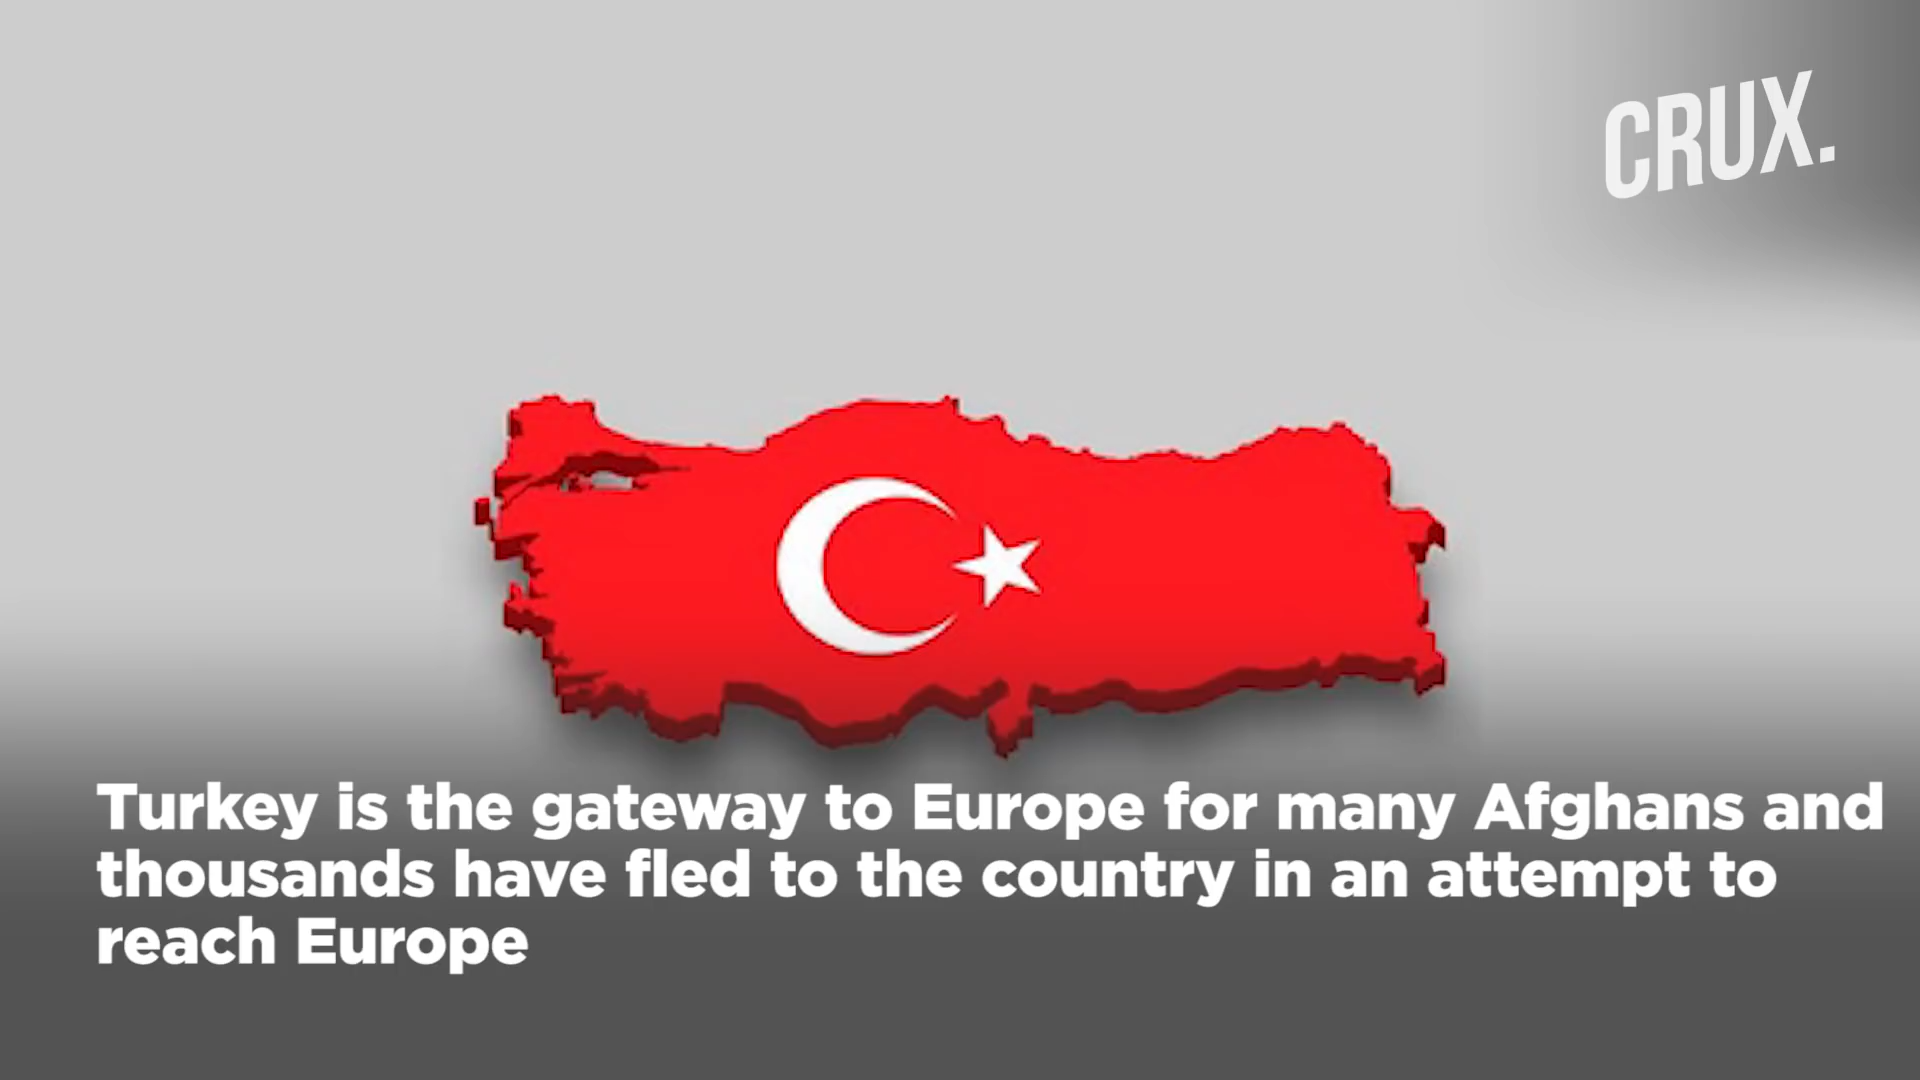 CRUX.
Turkey is the gateway to Europe for many Afghans and
thousands have fled to the country in an attempt to
reach Europe